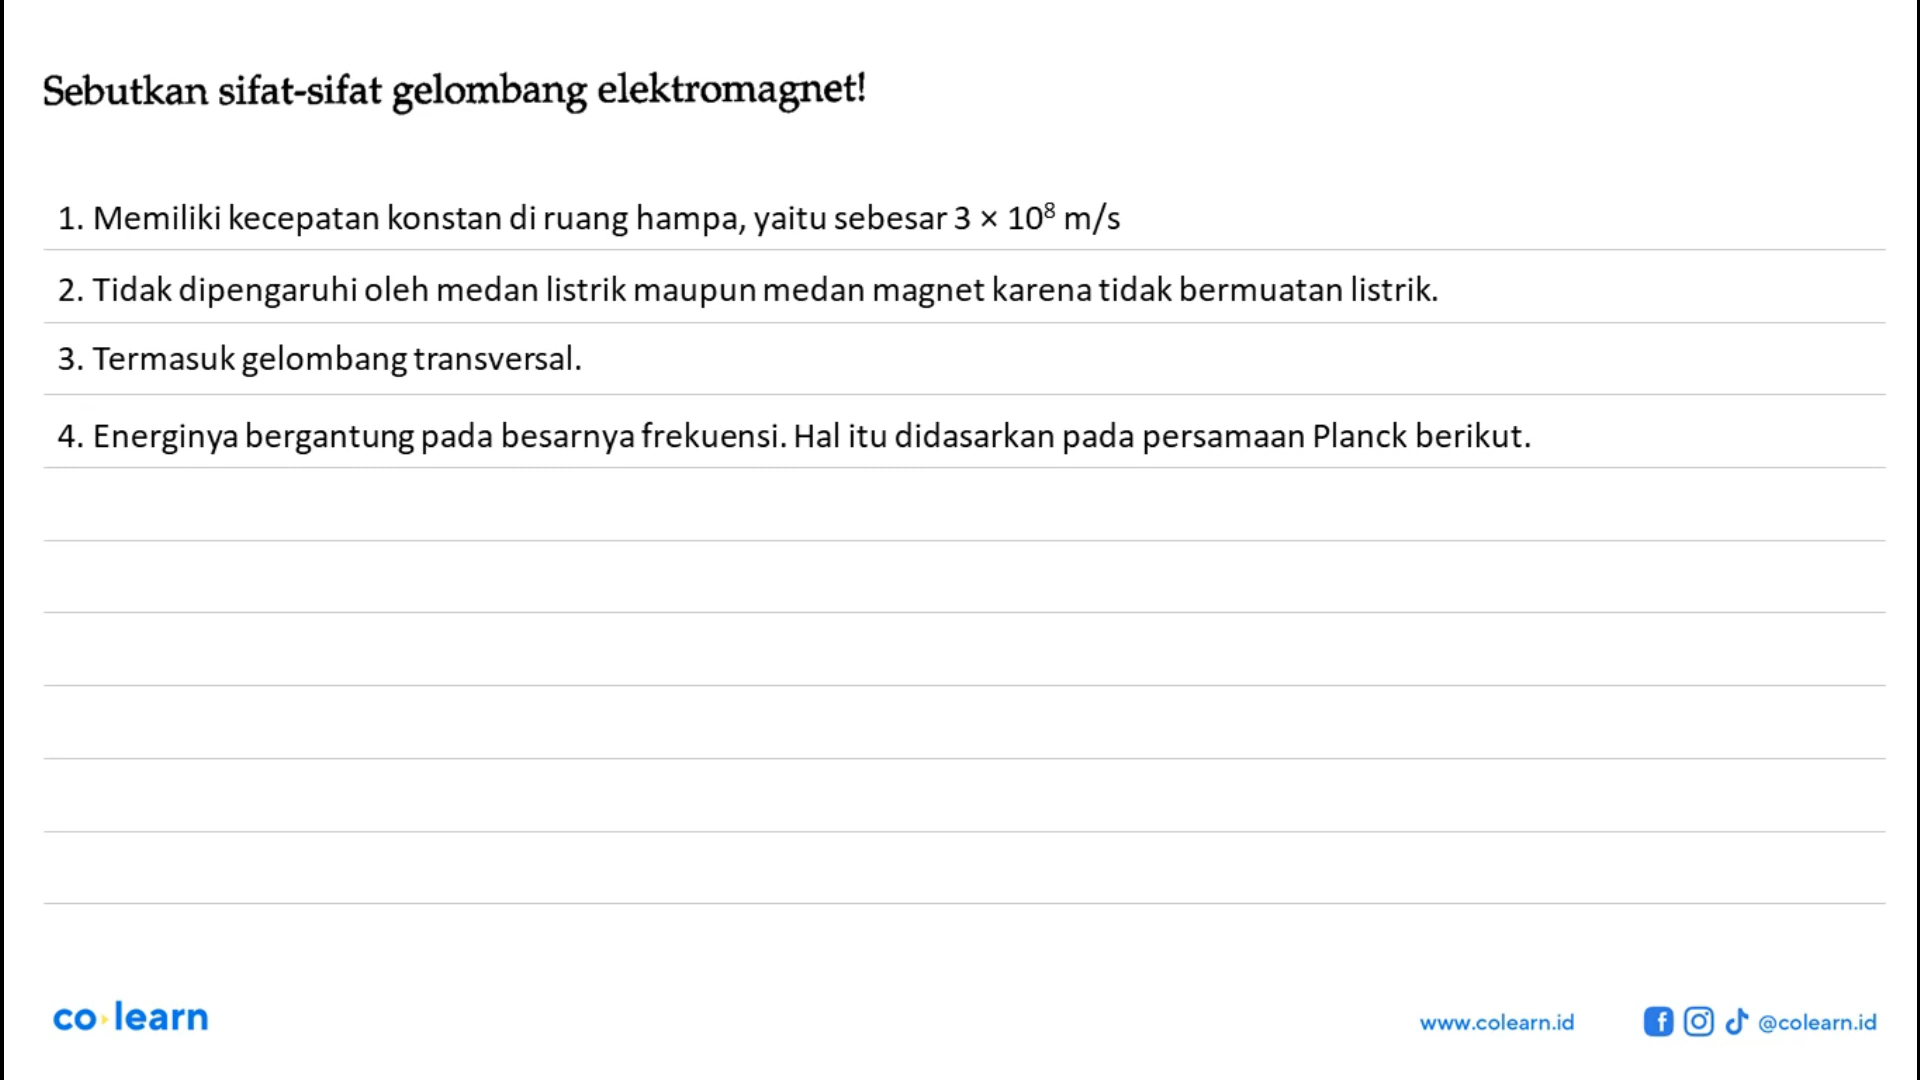 Sebutkan sifat-sifat gelombang elektromagnet!
1. Memiliki kecepatan konstan di ruang hampa, yaitu sebesar 3 × 10⁸ m/s
2. Tidak dipengaruhi oleh medan listrik maupun medan magnet karena tidak bermuatan listrik.
3. Termasuk gelombang transversal.
4. Energinya bergantung pada besarnya frekuensi. Hal itu didasarkan pada persamaan Planck berikut.
co learn
www.colearn.id
@colearn.id